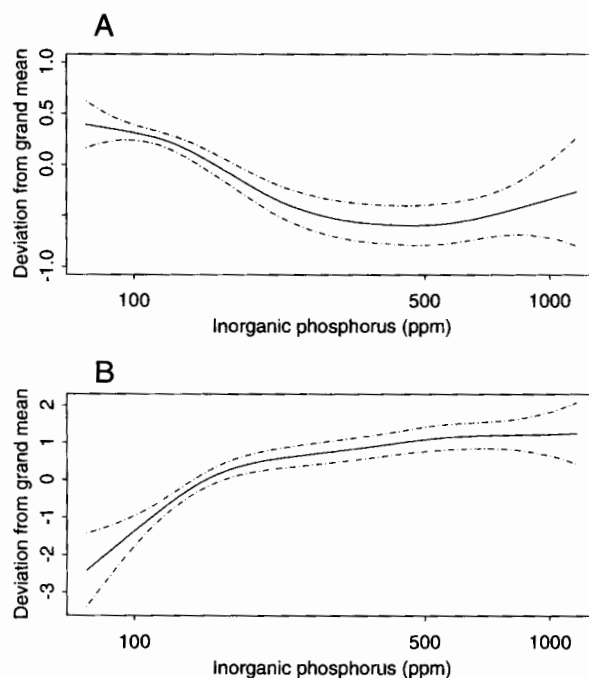 A
Deviation from grand mean
1.0
0.5
0.0
-1.0
100
500
1000
Inorganic phosphorus (ppm)
B
Deviation from grand mean
2
1
0
-1
-2
-3
100
500
1000
Inorganic phosphorus (ppm)